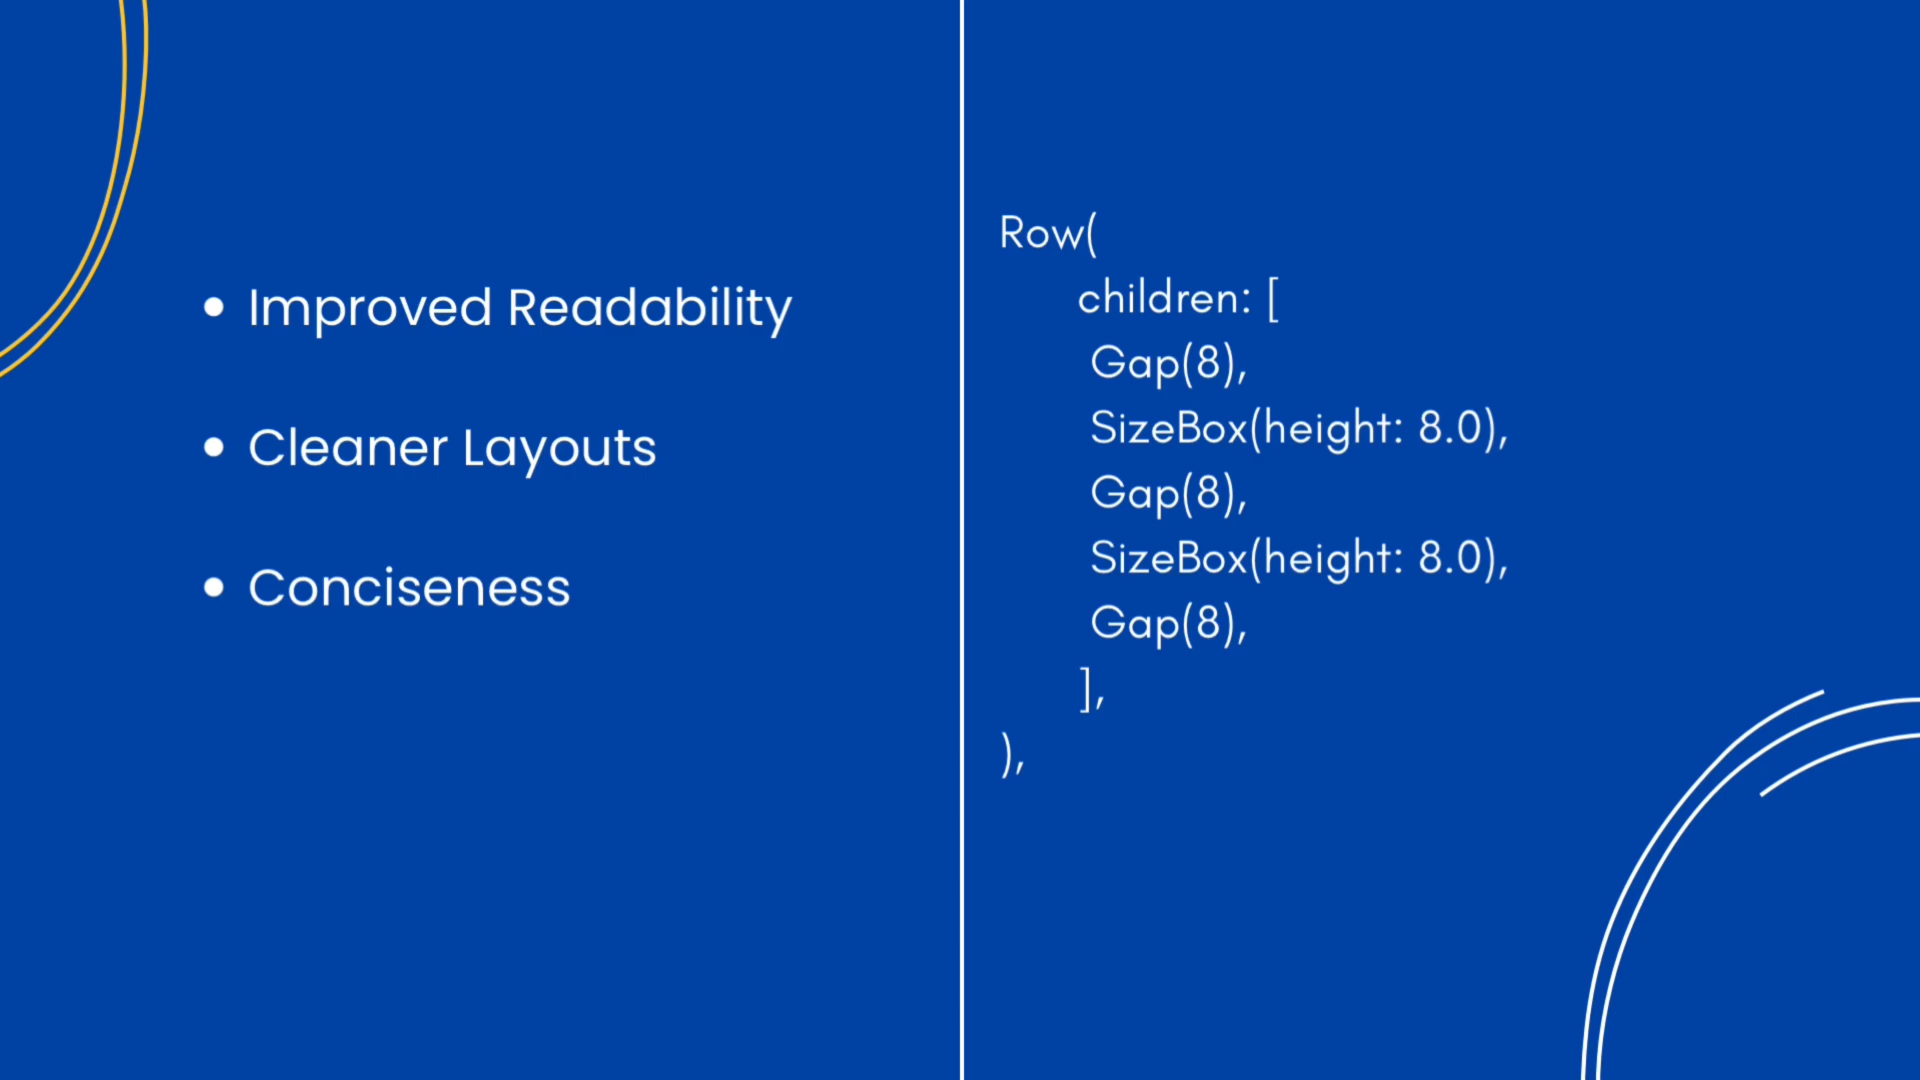 • Improved Readability
• Cleaner Layouts
• Conciseness
Row(
children: [
Gap(8),
SizeBox(height: 8.0),
Gap(8),
SizeBox(height: 8.0),
Gap(8),
],
),